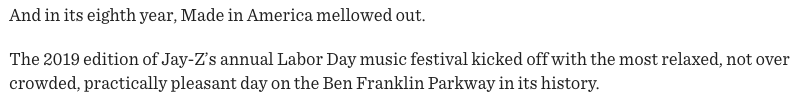 And in its eighth year, Made in America mellowed out.
The 2019 edition of Jay-Z’s annual Labor Day music festival kicked off with the most relaxed, not over
crowded, practically pleasant day on the Ben Franklin Parkway in its history.